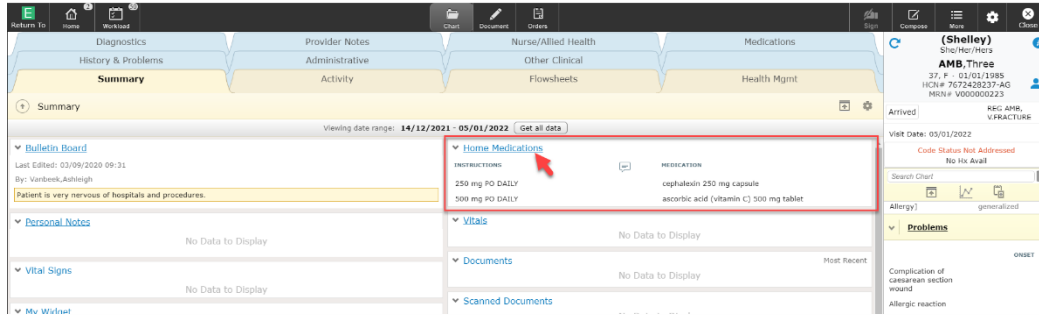 E
Return To
Home
9
Workload
38
Chart
Document
Orders
Sign
Compose
More
Close
Diagnostics
Provider Notes
Nurse/Allied Health
Medications
History & Problems
Administrative
Other Clinical
Summary
Activity
Flowsheets
Health Mgmt
Summary
Viewing date range: 14/12/2021 - 05/01/2022 Get all data
Bulletin Board
Last Edited: 03/09/2020 09:31
By: Vanbeek,Ashleigh
Patient is very nervous of hospitals and procedures.
Personal Notes
No Data to Display
Vital Signs
No Data to Display
My Widget
Home Medications
INSTRUCTIONS MEDICATION
250 mg PO DAILY cephalexin 250 mg capsule
500 mg PO DAILY ascorbic acid (vitamin C) 500 mg tablet
Vitals
No Data to Display
Documents Most Recent
No Data to Display
Scanned Documents
(Shelley)
She/Her/Hers
AMB,Three
37, F · 01/01/1985
HCN# 7672428237-AG
MRN# V000000223
Arrived REG AMB,
V.FRACTURE
Visit Date: 05/01/2022
Code Status Not Addressed
No Hx Avail
Search Chart
Allergy] generalized
Problems
ONSET
Complication of
caesarean section
wound
Allergic reaction